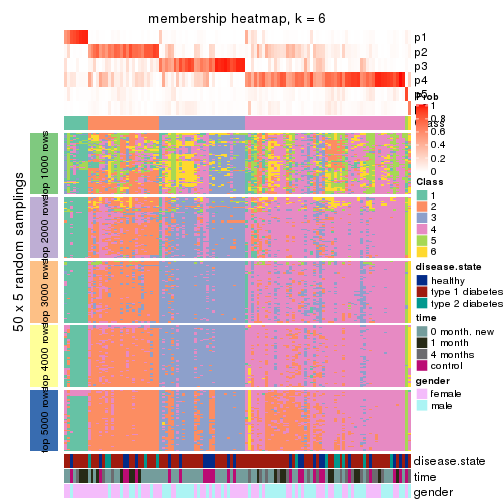 membership heatmap, k = 6
p1
p2
p3
p4
p5
Prob
1
0.8
0.6
0.4
0.2
0
Class
1
2
3
4
5
6
disease.state
healthy
type 1 diabetes
type 2 diabetes
time
0 month. new
1 month
4 months
control
gender
female
male
50 x 5 random samplings
top 1000 rows
top 2000 rows
top 3000 rows
top 4000 rows
top 5000 rows
disease.state
time
gender